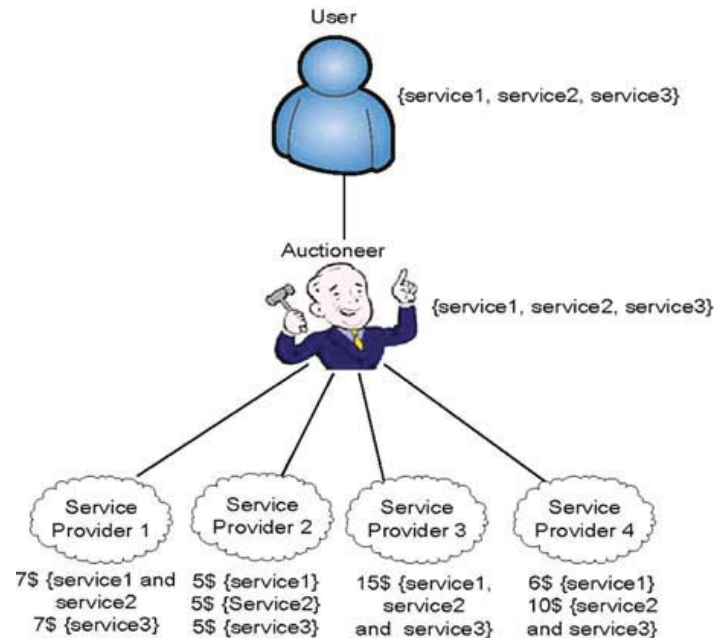 User
{service1, service2, service3}
Auctioneer
{service1, service2, service3}
Service
Provider 1
Service
Provider 2
Service
Provider 3
Service
Provider 4
7$ {service1 and
service2
7$ {service3}
5$ {service1}
5$ {Service2}
5$ {service3}
15$ {service1,
service2
and service3}
6$ {service1}
10$ {service2
and service3}